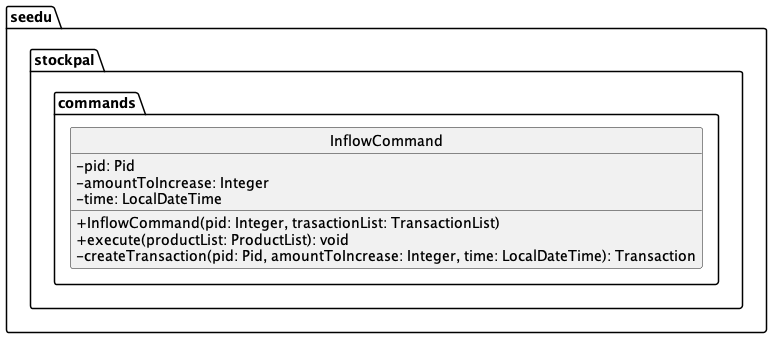 seedu
stockpal
commands
InflowCommand
-pid: Pid
-amountToIncrease: Integer
-time: LocalDateTime
+InflowCommand(pid: Integer, trasactionList: TransactionList)
+execute(productList: ProductList): void
-createTransaction(pid: Pid, amountToIncrease: Integer, time: LocalDateTime): Transaction